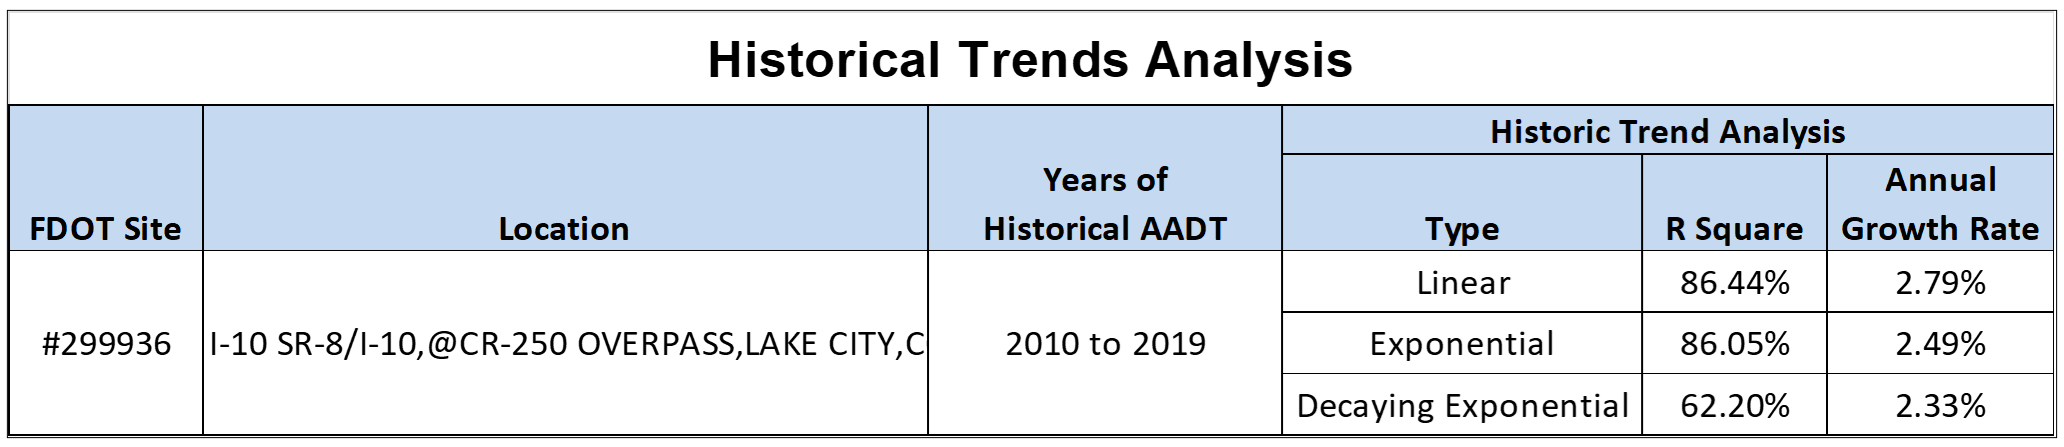 Historical Trends Analysis
Historic Trend Analysis
FDOT Site
Location
Years of
Historical AADT
Type
R Square
Annual
Growth Rate
#299936
I-10 SR-8/I-10,@CR-250 OVERPASS,LAKE CITY,C
2010 to 2019
Linear
86.44%
2.79%
Exponential
86.05%
2.49%
Decaying Exponential
62.20%
2.33%